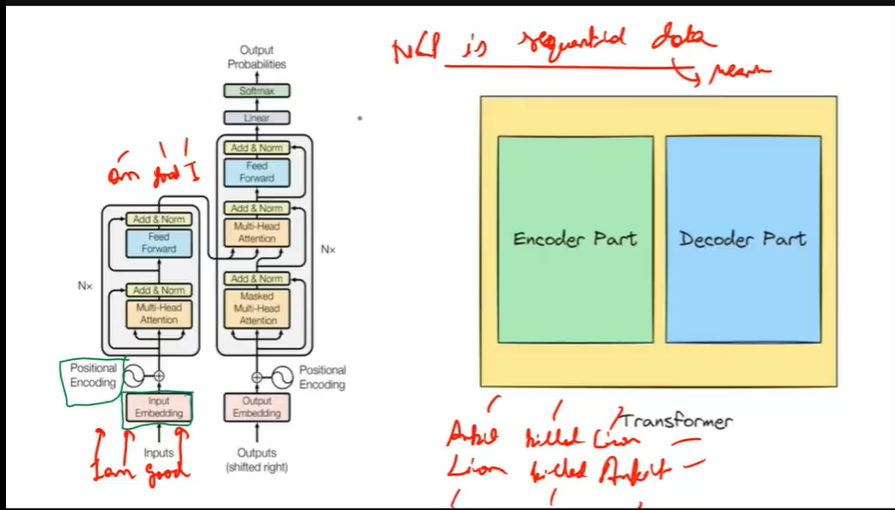 NLP is sequential data
Output
Probabilities
Softmax
Linear
Add & Norm
Feed
Forward
Add & Norm
Multi-Head
Attention
Nx
Add & Norm
Masked
Multi-Head
Attention
Positional
Encoding
Output
Embedding
Outputs
(shifted right)
am good I
Add & Norm
Feed
Forward
Nx
Add & Norm
Multi-Head
Attention
Positional
Encoding
Input
Embedding
Inputs
I am good
Encoder Part
Decoder Part
Transformer
Ankit killed Lion
Lion killed Ankit